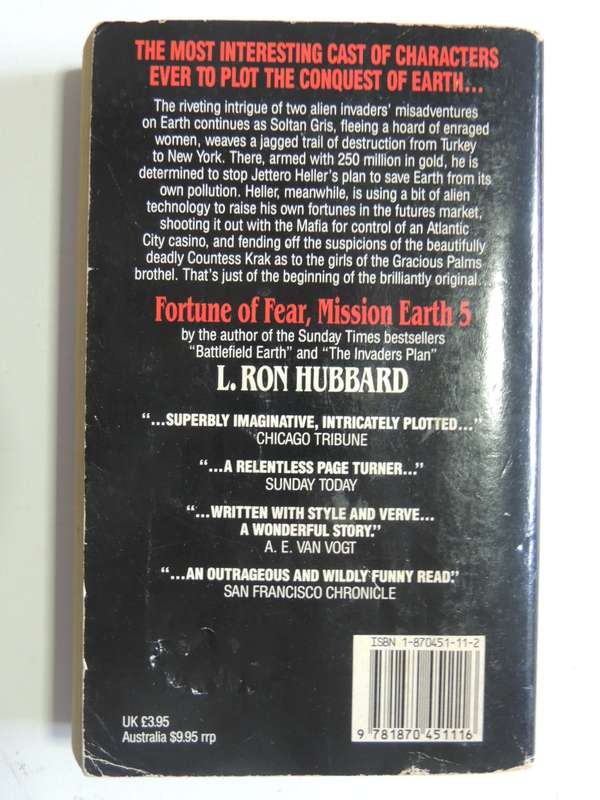 THE MOST INTERESTING CAST OF CHARACTERS
EVER TO PLOT THE CONQUEST OF EARTH...
The riveting intrigue of two alien invaders' misadventures
on Earth continues as Soltan Gris, fleeing a hoard of enraged
women, weaves a jagged trail of destruction from Turkey
to New York. There, armed with 250 million in gold, he is
determined to stop Jettero Heller's plan to save Earth from its
own pollution. Heller, meanwhile, is using a bit of alien
technology to raise his own fortunes in the futures market,
shooting it out with the Mafia for control of an Atlantic
City casino, and fending off the suspicions of the beautifully
deadly Countess Krak as to the girls of the Gracious Palms
brothel. That's just of the beginning of the brilliantly original...
Fortune of Fear, Mission Earth 5
by the author of the Sunday Times bestsellers
"Battlefield Earth" and "The Invaders Plan"
L. RON HUBBARD
"...SUPERBLY IMAGINATIVE, INTRICATELY PLOTTED..."
CHICAGO TRIBUNE
"...A RELENTLESS PAGE TURNER..."
SUNDAY TODAY
"...WRITTEN WITH STYLE AND VERVE...
A WONDERFUL STORY."
A. E. VAN VOGT
"...AN OUTRAGEOUS AND WILDLY FUNNY READ."
SAN FRANCISCO CHRONICLE
ISBN 1-870451-11-2
9 781870 451116
UK £3.95
Australia $9.95 rrp